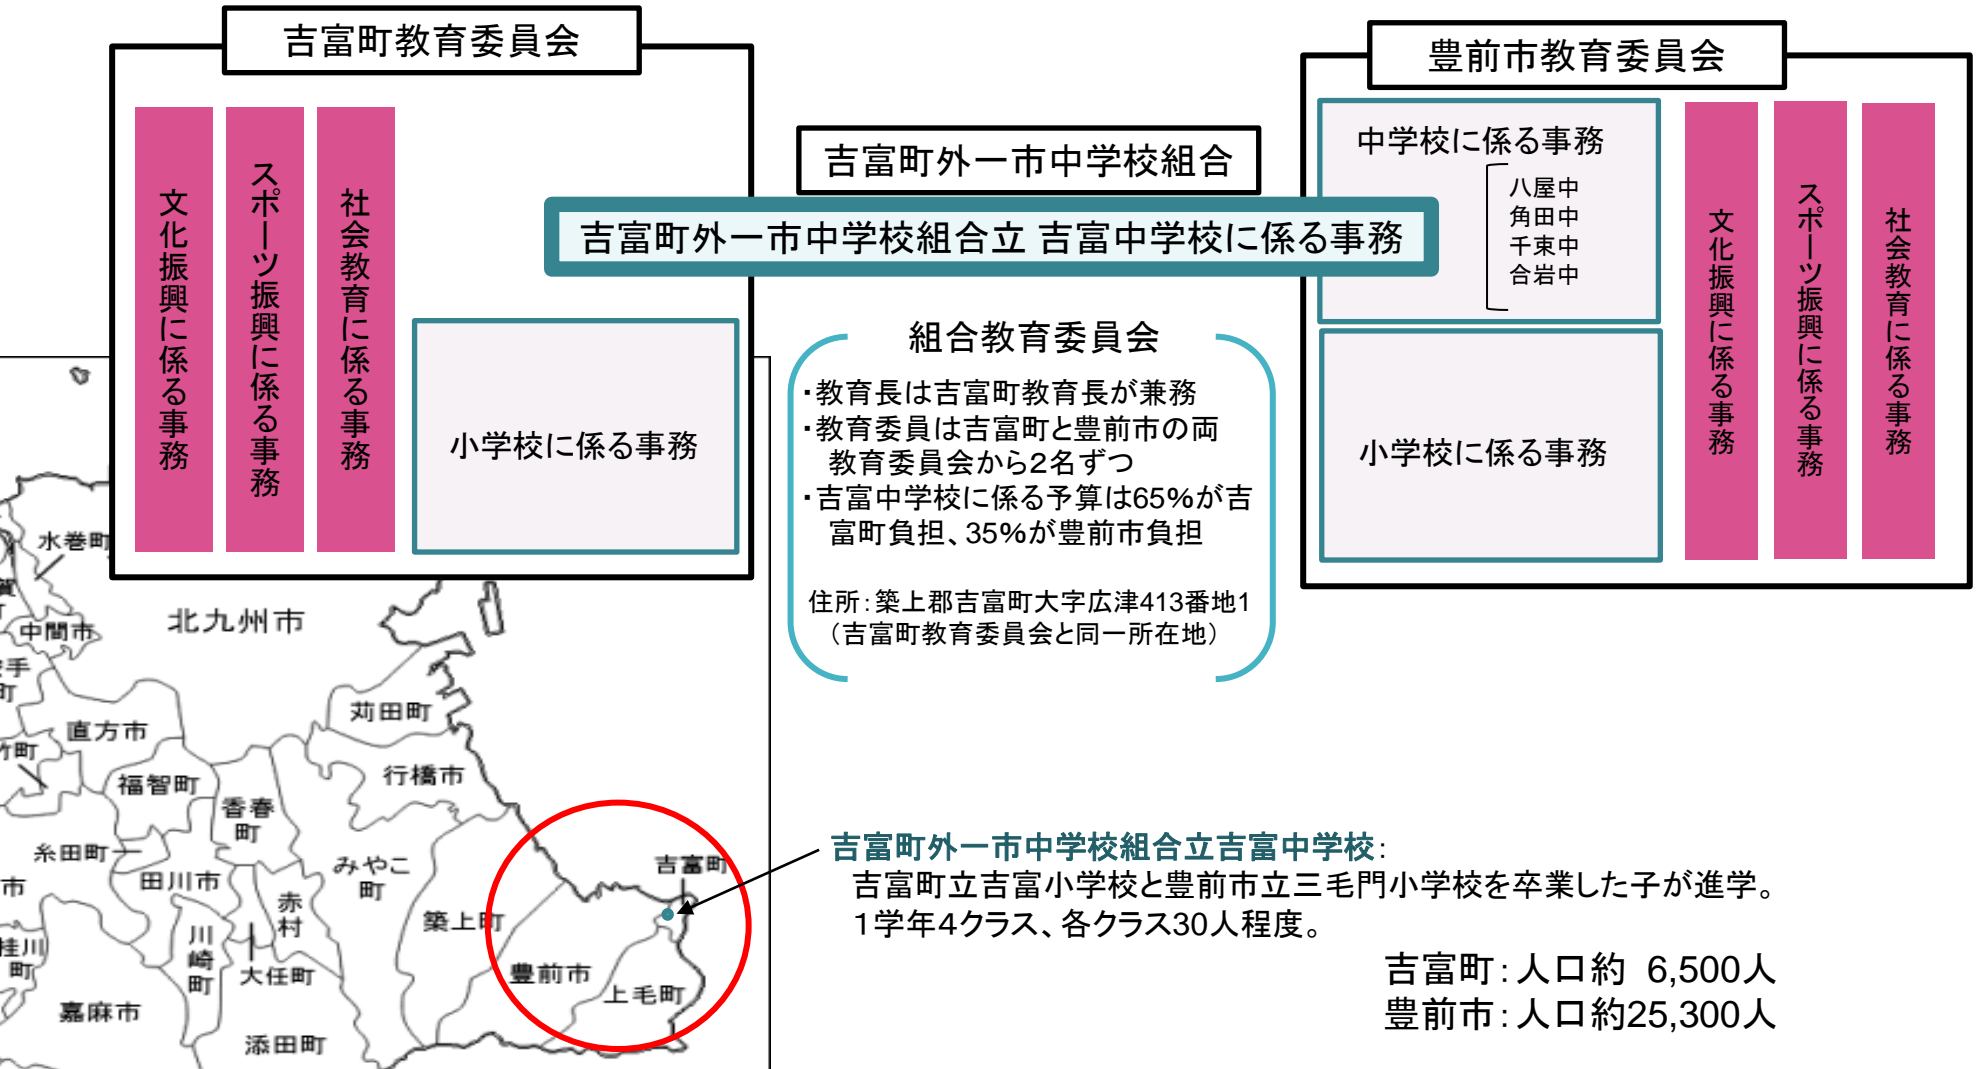 吉富町教育委員会
文化振興に係る事務
スポーツ振興に係る事務
社会教育に係る事務
小学校に係る事務
吉富町外一市中学校組合
吉富町外一市中学校組合立 吉富中学校に係る事務
組合教育委員会
・教育長は吉富町教育長が兼務
・教育委員は吉富町と豊前市の両
教育委員会から2名ずつ
・吉富中学校に係る予算は65%が吉
富町負担、35%が豊前市負担
住所：築上郡吉富町大字広津413番地1
（吉富町教育委員会と同一所在地）
豊前市教育委員会
中学校に係る事務
八屋中
角田中
千束中
合岩中
小学校に係る事務
文化振興に係る事務
スポーツ振興に係る事務
社会教育に係る事務
水巻町
中間市
北九州市
苅田町
直方市
福智町
行橋市
香春
町
糸田町
田川市
みやこ
町
赤
村
築上町
吉富町
川
崎
町
大任町
豊前市
上毛町
桂川
町
嘉麻市
添田町
市
竹町
手
町
賀
町
吉富町外一市中学校組合立吉富中学校：
吉富町立吉富小学校と豊前市立三毛門小学校を卒業した子が進学。
1学年4クラス、各クラス30人程度。
吉富町：人口約 6,500人
豊前市：人口約25,300人